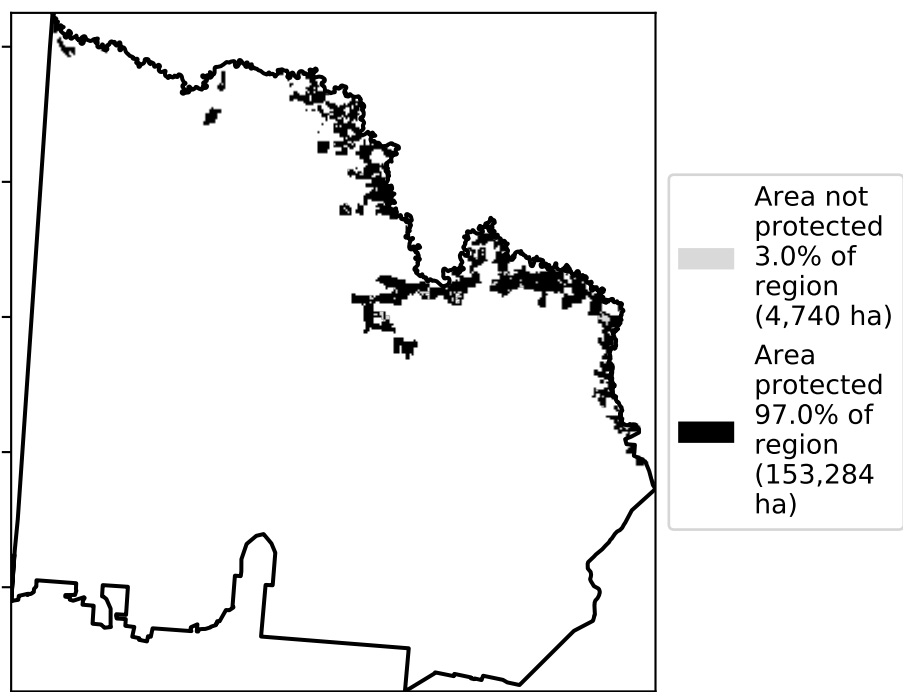 Area not
protected
3.0% of
region
(4,740 ha)
Area
protected
97.0% of
region
(153,284
ha)